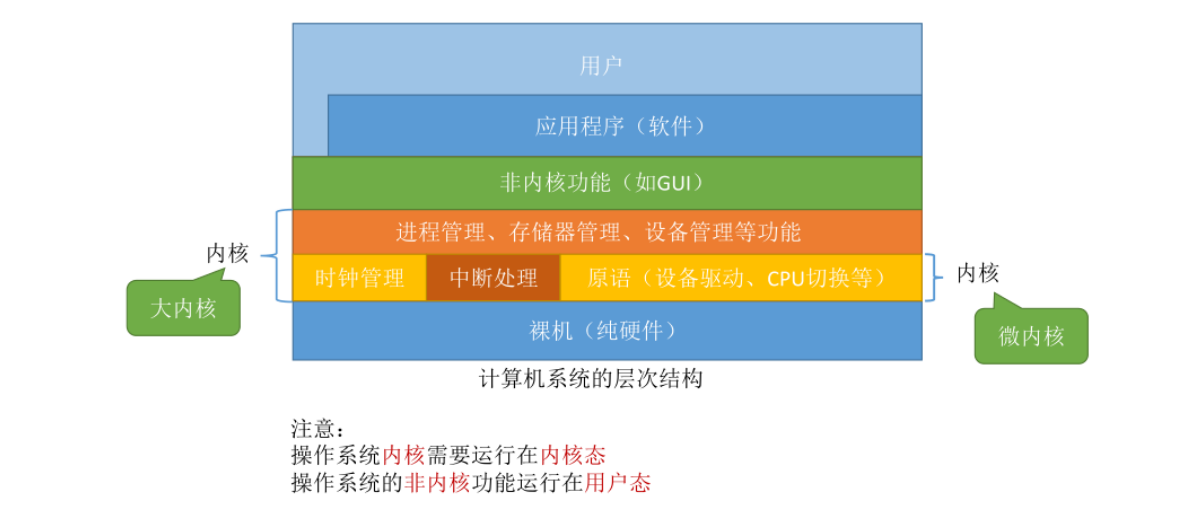 用户
应用程序（软件）
非内核功能（如GUI）
进程管理、存储器管理、设备管理等功能
内核
大内核
时钟管理
中断处理
原语（设备驱动、CPU切换等）
内核
微内核
裸机（纯硬件）
计算机系统的层次结构
注意：
操作系统内核需要运行在内核态
操作系统的非内核功能运行在用户态